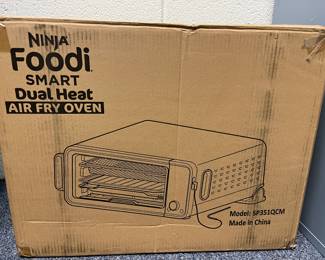 NINJA
Foodi
SMART
Dual Heat
AIR FRY OVEN
Model: SP351QCM
Made in China